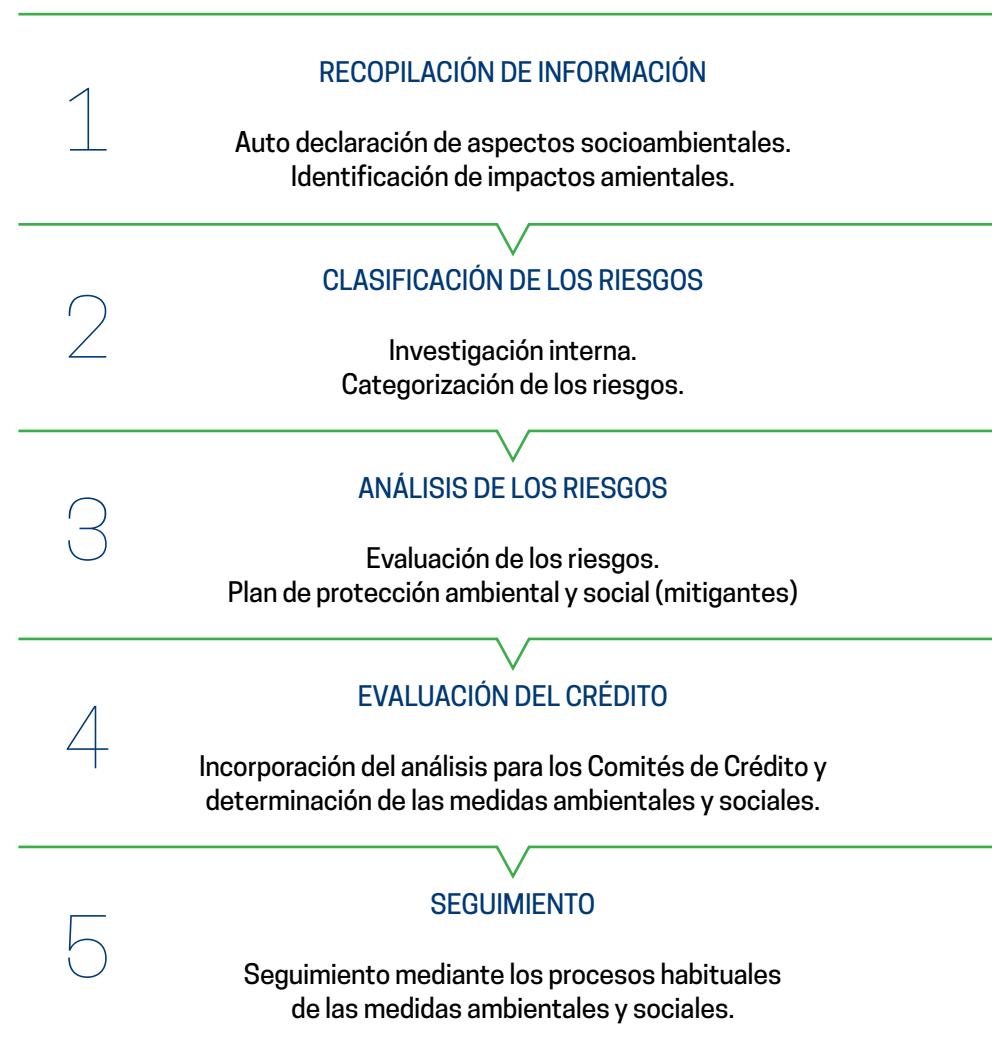 1
RECOPILACIÓN DE INFORMACIÓN
Auto declaración de aspectos socioambientales.
Identificación de impactos amientales.
2
CLASIFICACIÓN DE LOS RIESGOS
Investigación interna.
Categorización de los riesgos.
3
ANÁLISIS DE LOS RIESGOS
Evaluación de los riesgos.
Plan de protección ambiental y social (mitigantes)
4
EVALUACIÓN DEL CRÉDITO
Incorporación del análisis para los Comités de Crédito y
determinación de las medidas ambientales y sociales.
5
SEGUIMIENTO
Seguimiento mediante los procesos habituales
de las medidas ambientales y sociales.